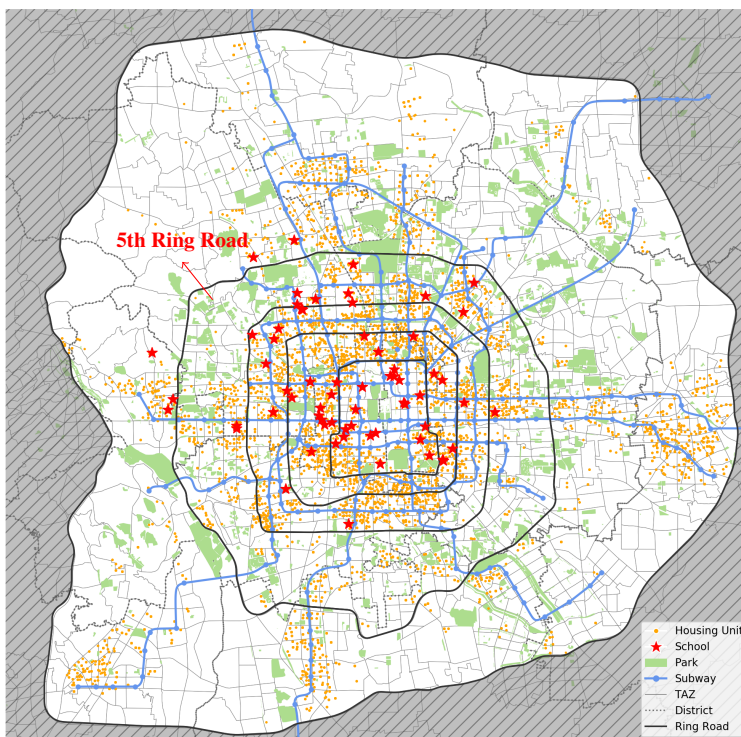 5th Ring Road
Housing Unit
School
Park
Subway
TAZ
District
Ring Road